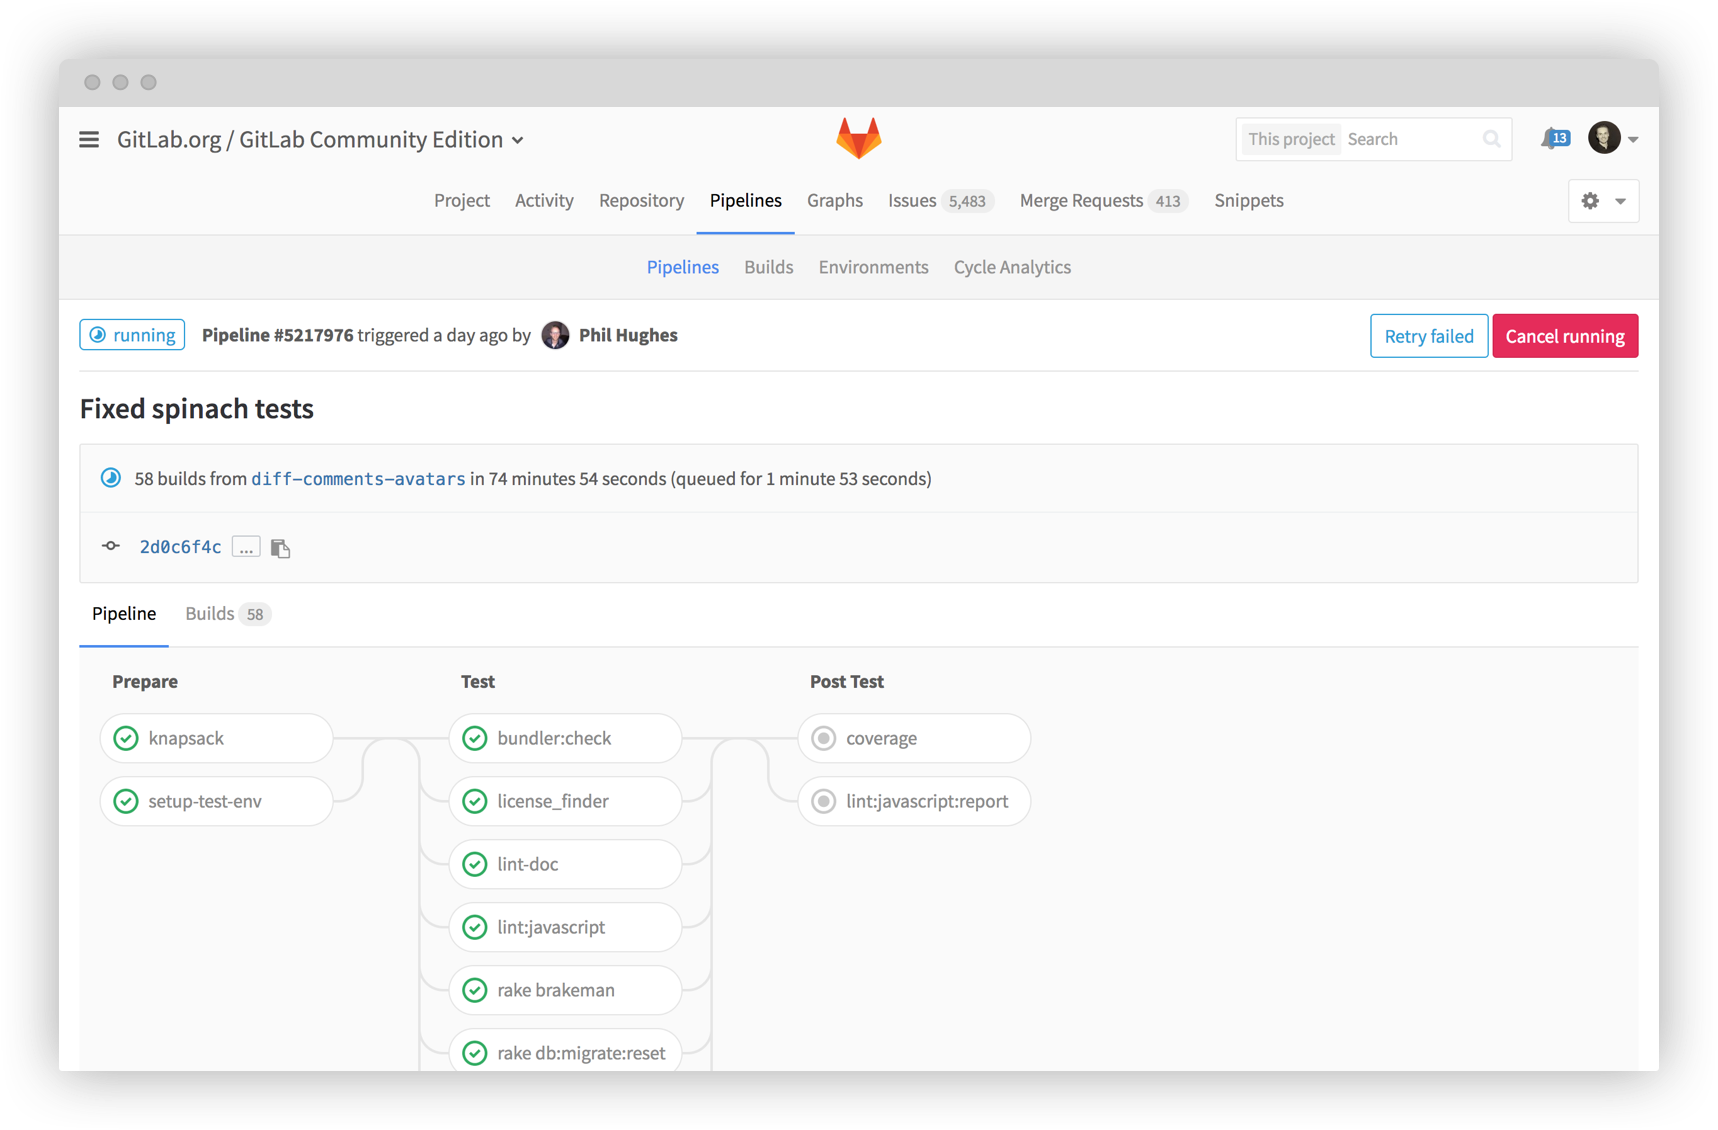 GitLab.org / GitLab Community Edition
This project Search
13
Project Activity Repository Pipelines Graphs Issues 5,483 Merge Requests 413 Snippets
Pipelines Builds Environments Cycle Analytics
running Pipeline #5217976 triggered a day ago by Phil Hughes
Retry failed Cancel running
Fixed spinach tests
58 builds from diff-comments-avatars in 74 minutes 54 seconds (queued for 1 minute 53 seconds)
2d0c6f4c ...
Pipeline Builds 58
Prepare Test Post Test
knapsack bundler:check coverage
setup-test-env license_finder lint:javascript:report
lint-doc
lint:javascript
rake brakeman
rake db:migrate:reset